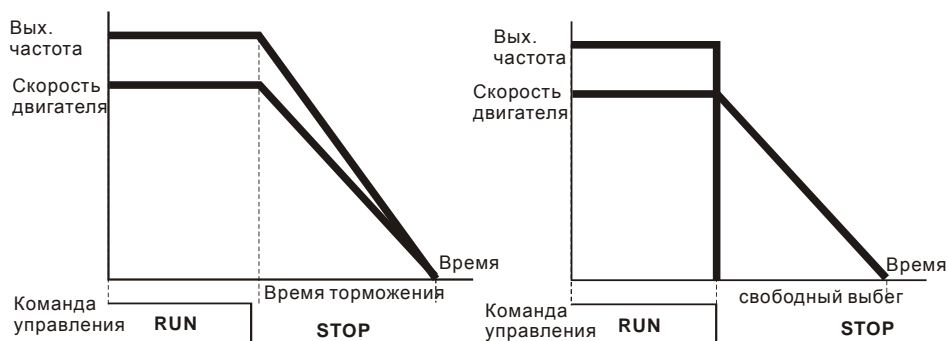 Вых.
частота
Скорость
двигателя
Время
Время торможения
Команда
управления
RUN
STOP
Вых.
частота
Скорость
двигателя
Время
свободный выбег
Команда
управления
RUN
STOP